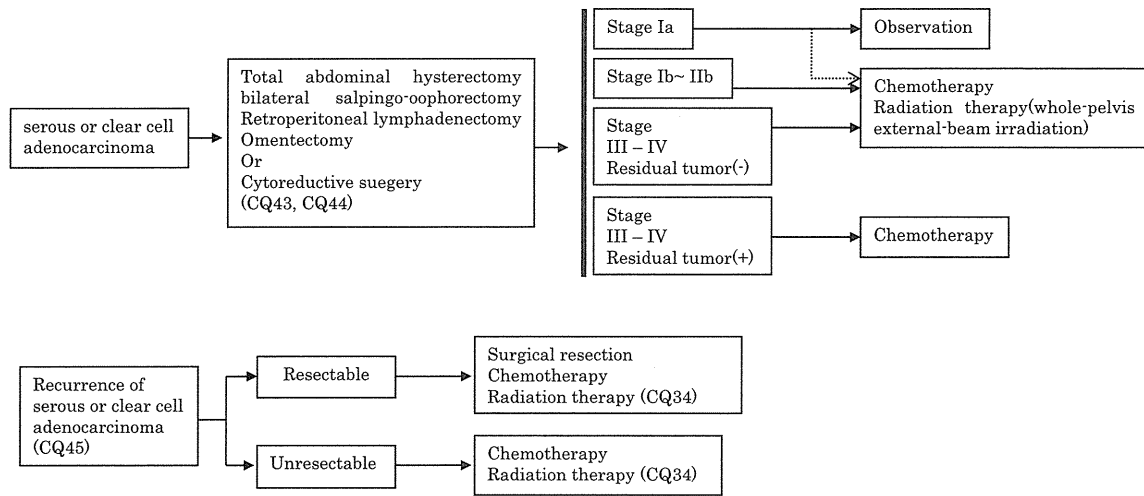 serous or clear cell
adenocarcinoma
Total abdominal hysterectomy
bilateral salpingo-oophorectomy
Retroperitoneal lymphadenectomy
Omentectomy
Or
Cytoreductive suegery
(CQ43, CQ44)
Stage Ia
Observation
Stage Ib~ IIb
Chemotherapy
Radiation therapy(whole-pelvis
external-beam irradiation)
Stage
III – IV
Residual tumor(-)
Stage
III – IV
Residual tumor(+)
Chemotherapy
Recurrence of
serous or clear cell
adenocarcinoma
(CQ45)
Resectable
Surgical resection
Chemotherapy
Radiation therapy (CQ34)
Unresectable
Chemotherapy
Radiation therapy (CQ34)